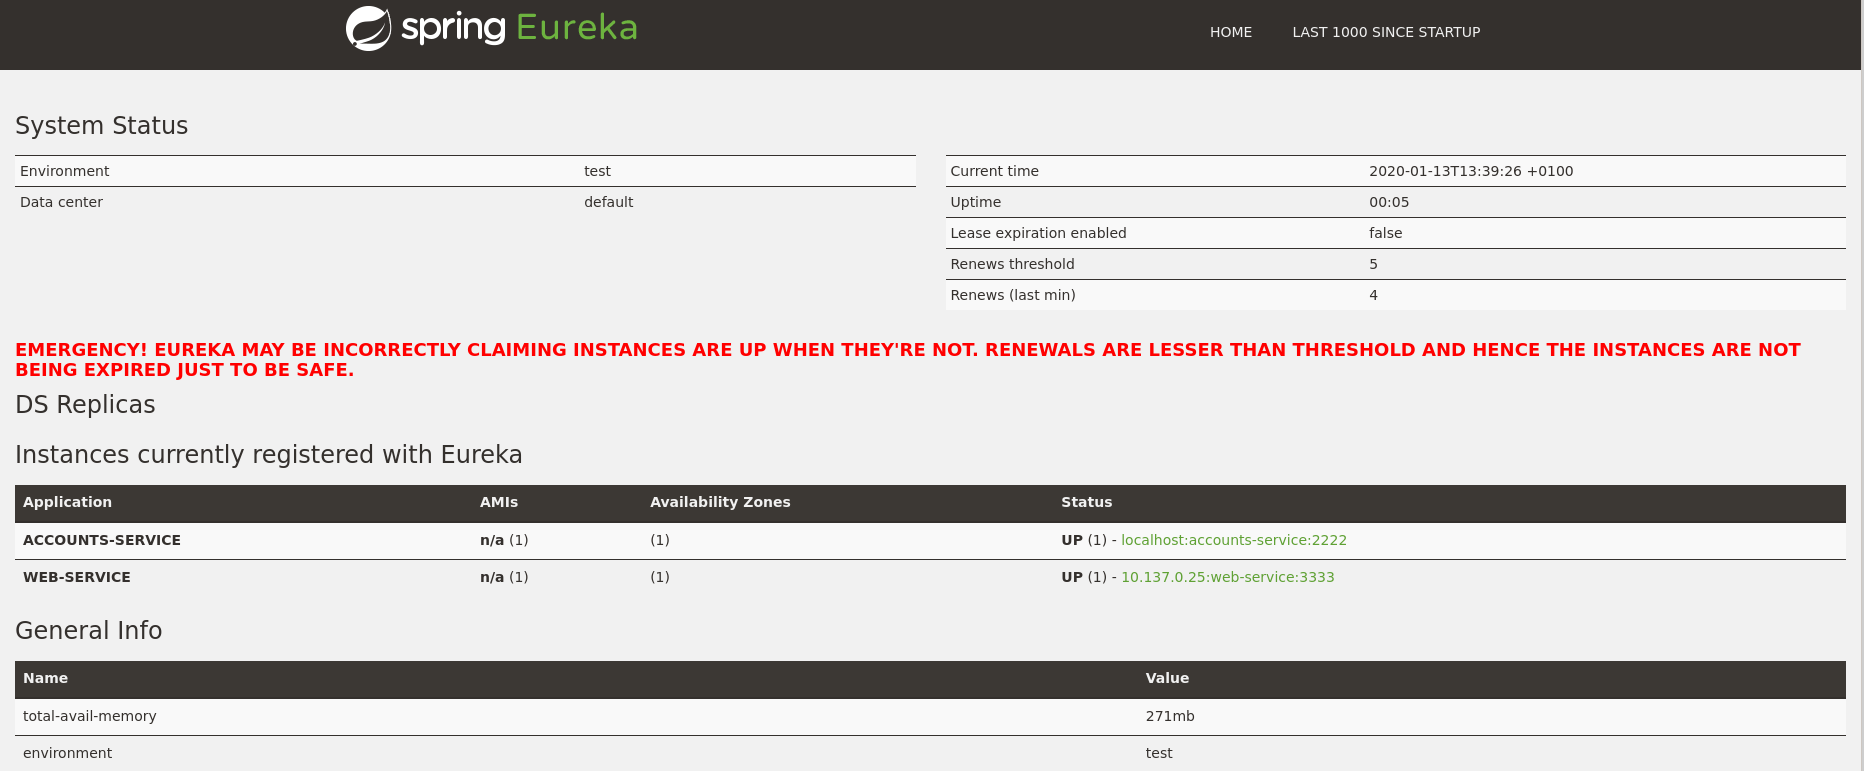 spring Eureka
HOME LAST 1000 SINCE STARTUP
System Status
Environment test
Data center default
Current time 2020-01-13T13:39:26 +0100
Uptime 00:05
Lease expiration enabled false
Renews threshold 5
Renews (last min) 4
EMERGENCY! EUREKA MAY BE INCORRECTLY CLAIMING INSTANCES ARE UP WHEN THEY'RE NOT. RENEWALS ARE LESSER THAN THRESHOLD AND HENCE THE INSTANCES ARE NOT
BEING EXPIRED JUST TO BE SAFE.
DS Replicas
Instances currently registered with Eureka
Application AMIs Availability Zones Status
ACCOUNTS-SERVICE n/a (1) (1) UP (1) - localhost:accounts-service:2222
WEB-SERVICE n/a (1) (1) UP (1) - 10.137.0.25:web-service:3333
General Info
Name Value
total-avail-memory 271mb
environment test